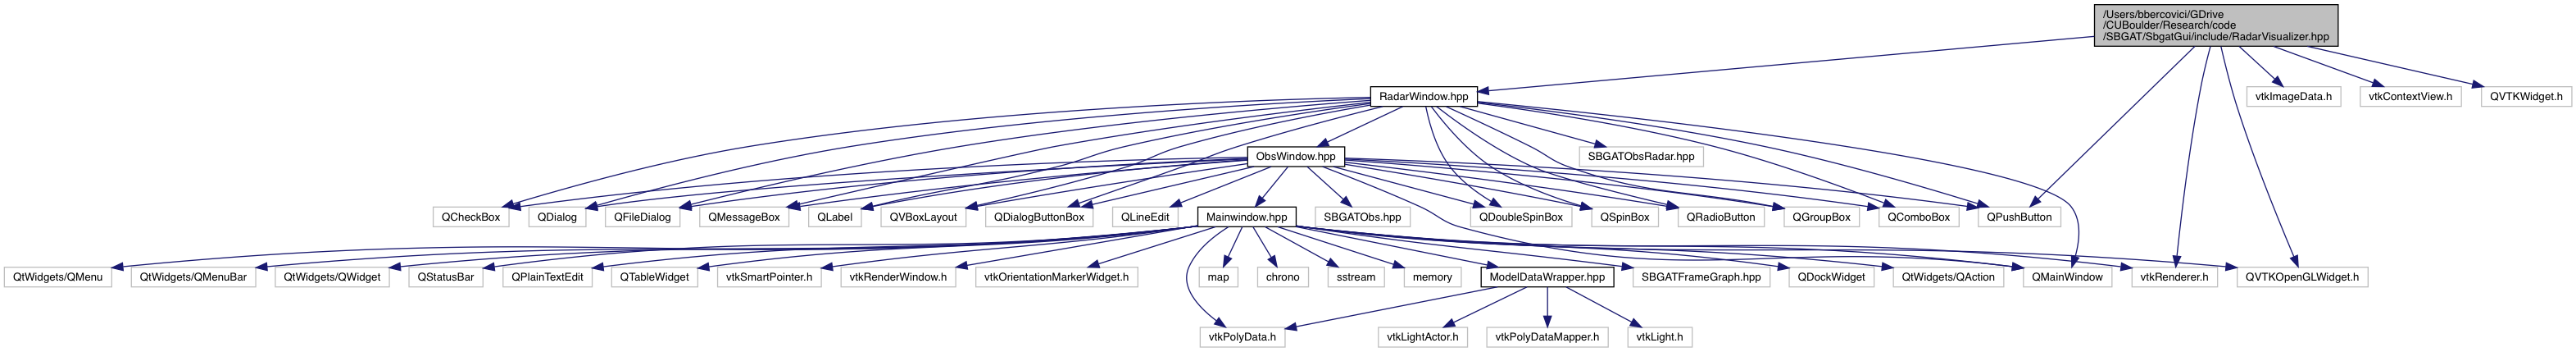 /Users/bbercovici/GDrive
/CUBoulder/Research/code
/SBGAT/SbgatGui/include/RadarVisualizer.hpp
RadarWindow.hpp
vtkImageData.h
vtkContextView.h
QVTKWidget.h
ObsWindow.hpp
SBGATObsRadar.hpp
QCheckBox
QDialog
QFileDialog
QMessageBox
QLabel
QVBoxLayout
QDialogButtonBox
QLineEdit
Mainwindow.hpp
SBGATObs.hpp
QDoubleSpinBox
QSpinBox
QRadioButton
QGroupBox
QComboBox
QPushButton
QtWidgets/QMenu
QtWidgets/QMenuBar
QtWidgets/QWidget
QStatusBar
QPlainTextEdit
QTableWidget
vtkSmartPointer.h
vtkRenderWindow.h
vtkOrientationMarkerWidget.h
map
chrono
sstream
memory
ModelDataWrapper.hpp
SBGATFrameGraph.hpp
QDockWidget
QtWidgets/QAction
QMainWindow
vtkRenderer.h
QVTKOpenGLWidget.h
vtkPolyData.h
vtkLightActor.h
vtkPolyDataMapper.h
vtkLight.h